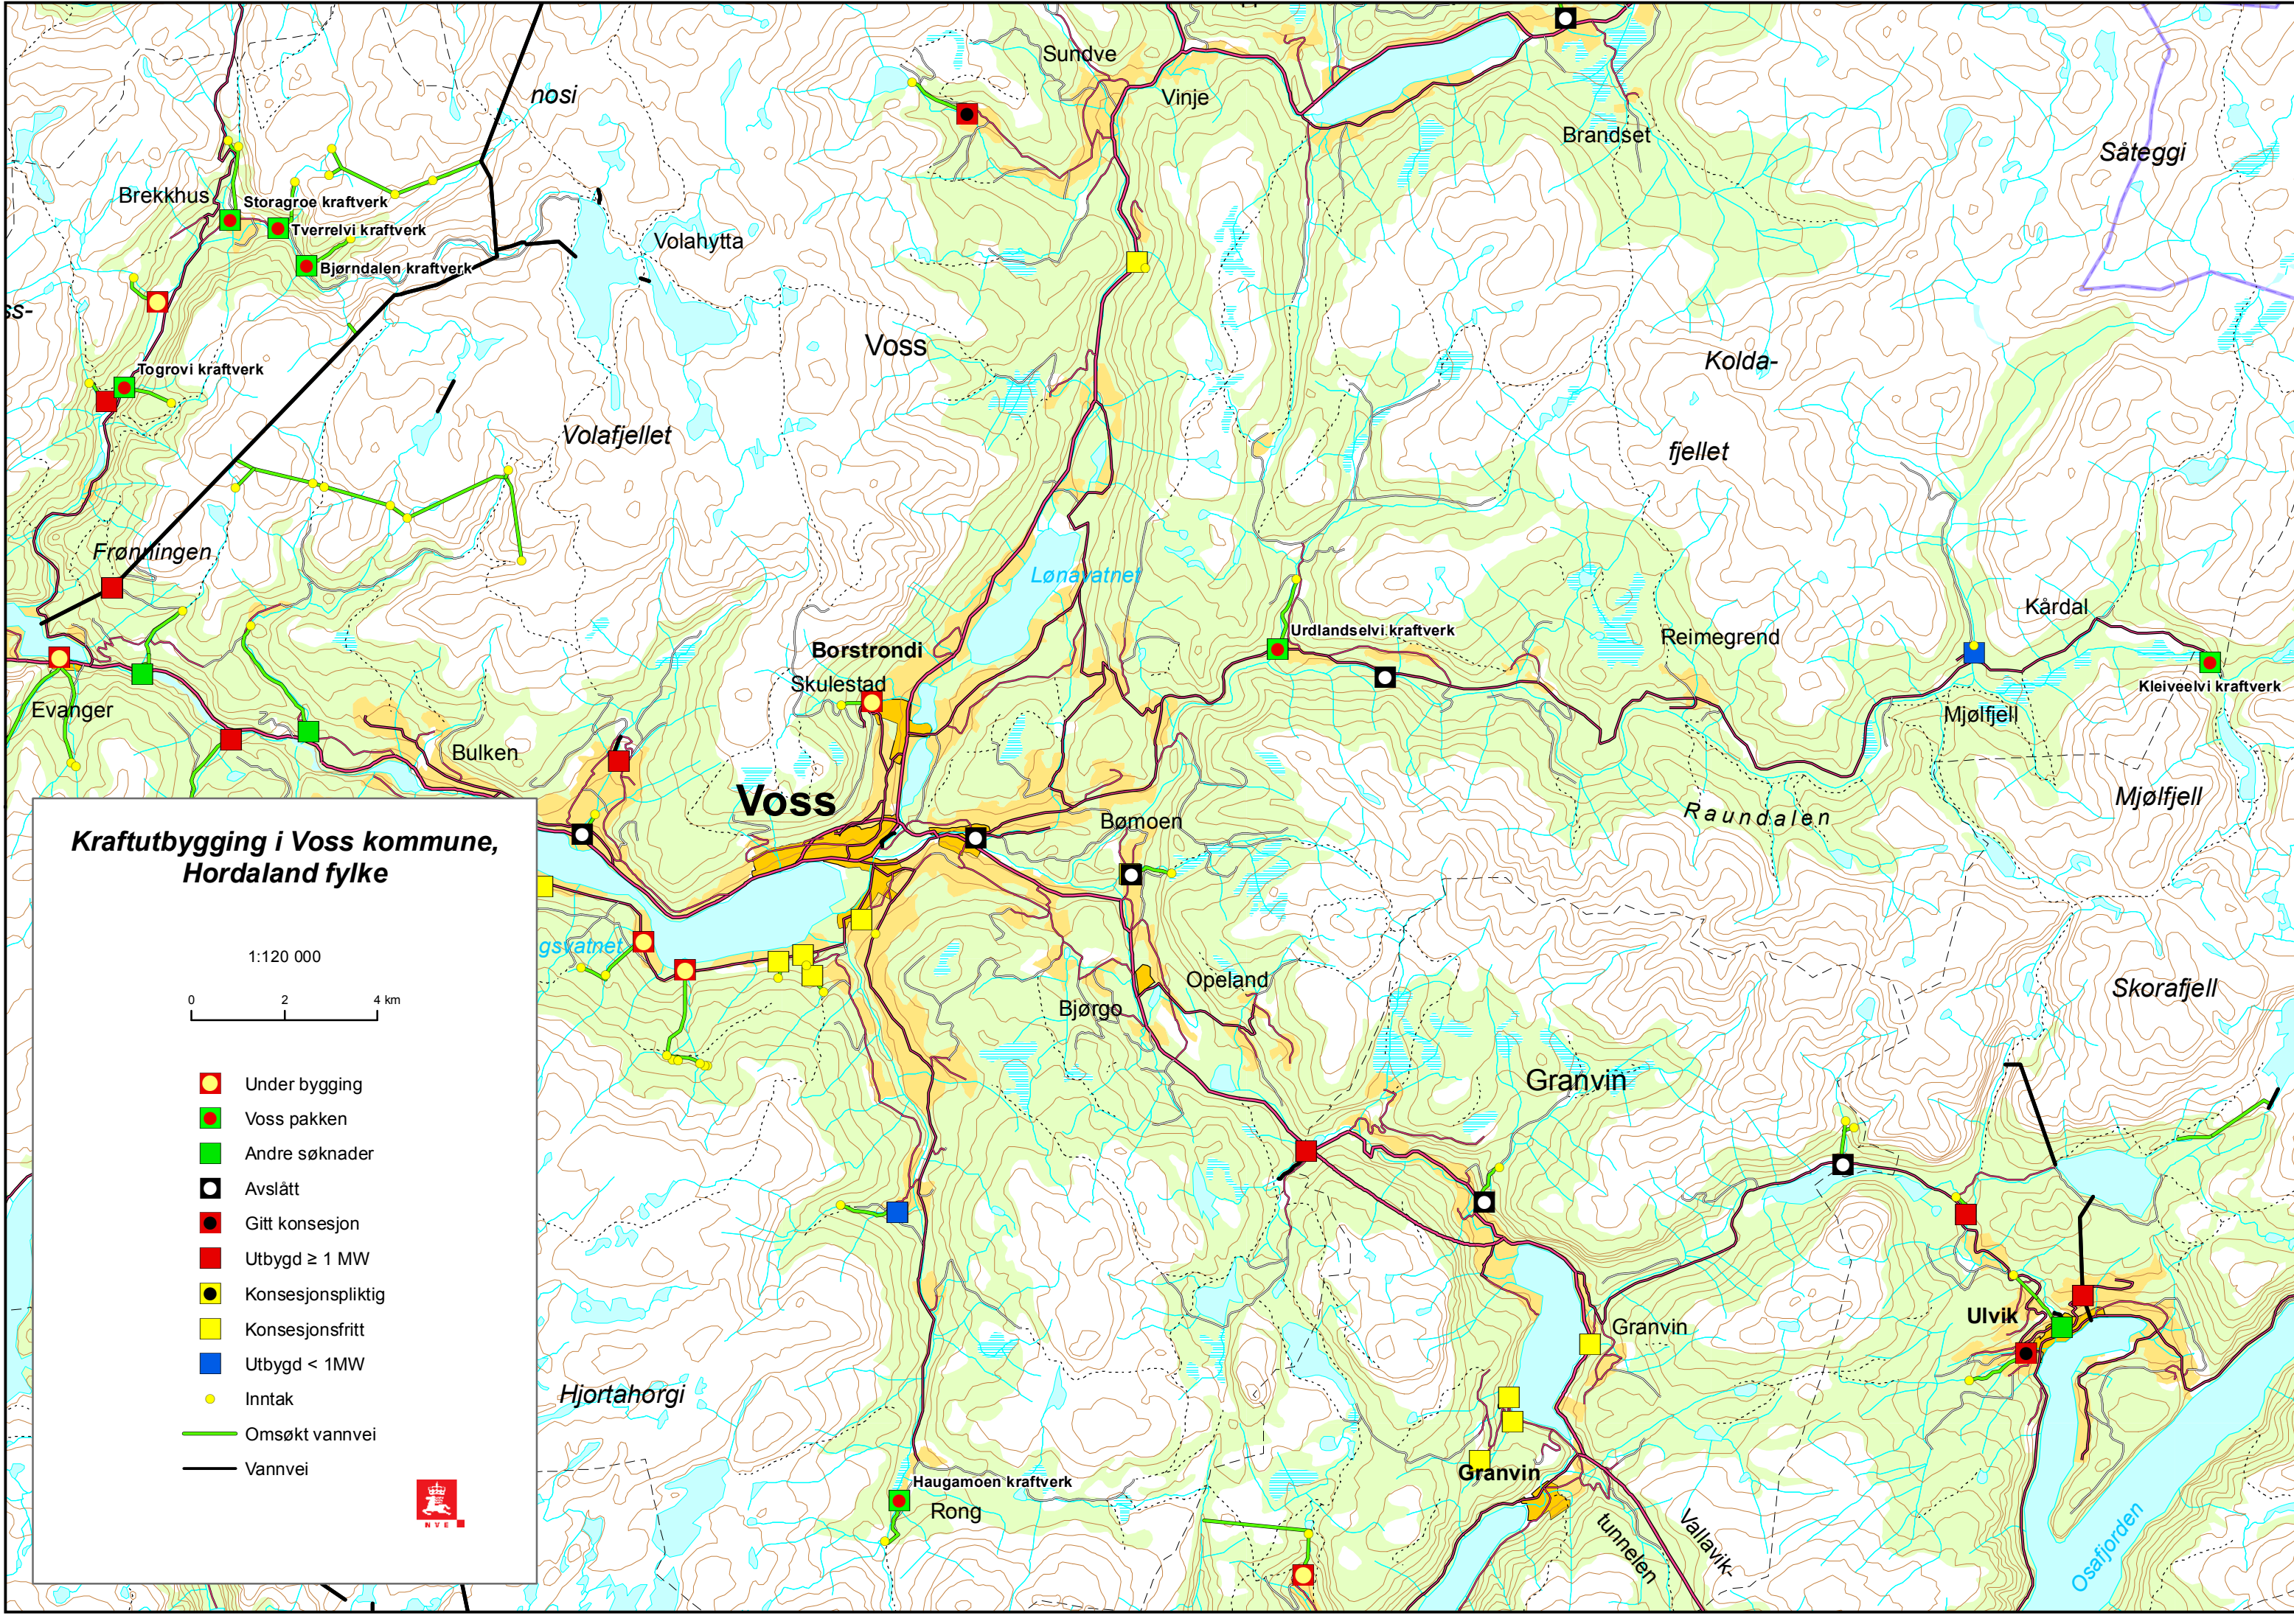 Sundve
nosi
Vinje
Brandset
Såteggi
Brekkhus
Storagroe kraftverk
Tverrelvi kraftverk
Volahytta
Bjørndalen kraftverk
ss-
Voss
Kolda-
Togrovi kraftverk
Volafjellet
fjellet
Frønningen
Lønavatnet
Kårdal
Urdlandselvi kraftverk
Reimegrend
Borstrondi
Skulestad
Kleiveelvi kraftverk
Evanger
Mjølfjell
Bulken
Voss
Mjølfjell
Raundalen
Bømoen
Kraftutbygging i Voss kommune,
Hordaland fylke
gsvatnet
1:120 000
Opeland
Skorafjell
0 2 4 km
Bjørgo
Granvin
Under bygging
Voss pakken
Andre søknader
Avslått
Gitt konsesjon
Utbygd ≥ 1 MW
Konsesjonspliktig
Konsesjonsfritt
Utbygd < 1MW
Inntak
Omsøkt vannvei
Vannvei
NVE
Ulvik
Granvin
Hjortahorgi
Granvin
Haugamoen kraftverk
Rong
Vallavik-
tunnelen
Osafjorden